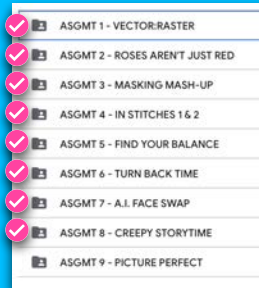 ASGMT 1 - VECTOR:RASTER
ASGMT 2 - ROSES AREN'T JUST RED
ASGMT 3 - MASKING MASH-UP
ASGMT 4 - IN STITCHES 1 & 2
ASGMT 5 - FIND YOUR BALANCE
ASGMT 6 - TURN BACK TIME
ASGMT 7 - A.I. FACE SWAP
ASGMT 8 - CREEPY STORYTIME
ASGMT 9 - PICTURE PERFECT